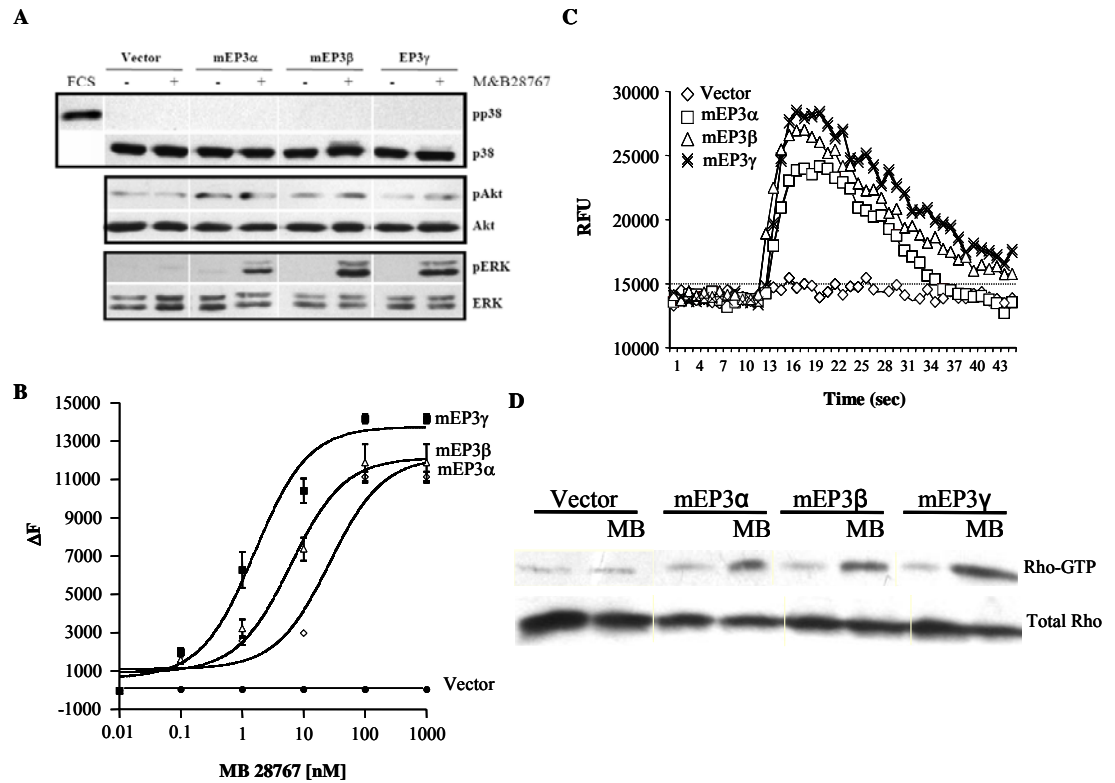 A
Vector mEP3α mEP3β EP3γ
FCS - + - + - + - + M&B28767
pp38
p38
pAkt
Akt
pERK
ERK
B
15000
13000
11000
9000
7000
5000
3000
1000
-1000
ΔF
mEP3γ
mEP3β
mEP3α
Vector
0.01 0.1 1 10 100 1000
MB 28767 [nM]
C
30000
25000
20000
15000
10000
RFU
Vector
mEP3α
mEP3β
mEP3γ
1 4 7 10 13 16 19 22 25 28 31 34 37 40 43
Time (sec)
D
Vector mEP3α mEP3β mEP3γ
MB MB MB MB
Rho-GTP
Total Rho